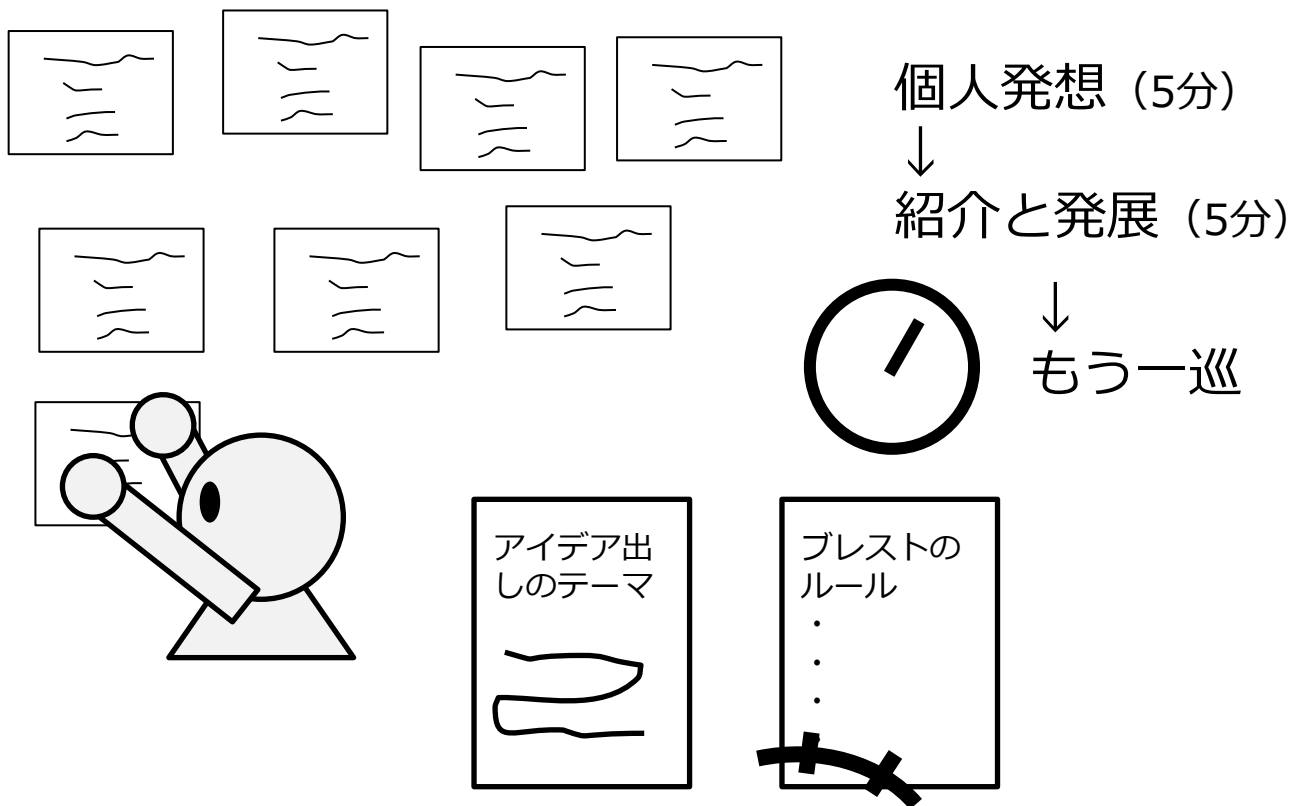 個人発想（5分）
↓
紹介と発展（5分）
↓
もう一巡
アイデア出
しのテーマ
ブレストの
ルール
・
・
・
・